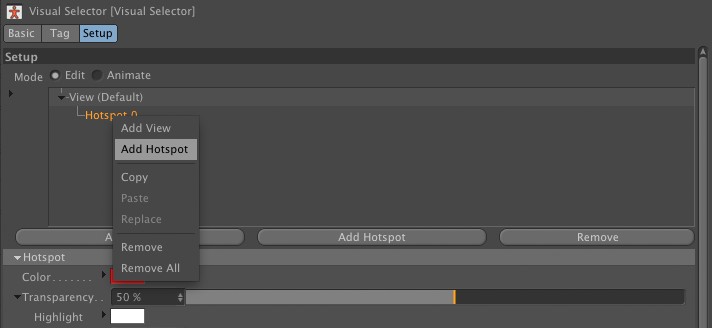 Visual Selector [Visual Selector]
Basic Tag Setup
Setup
Mode Edit Animate
View (Default)
Hotspot 0
Add View
Add Hotspot
Copy
Paste
Replace
Add Hotspot Remove
Remove
Hotspot
Remove All
Color.......
Transparency.. 50 %
Highlight